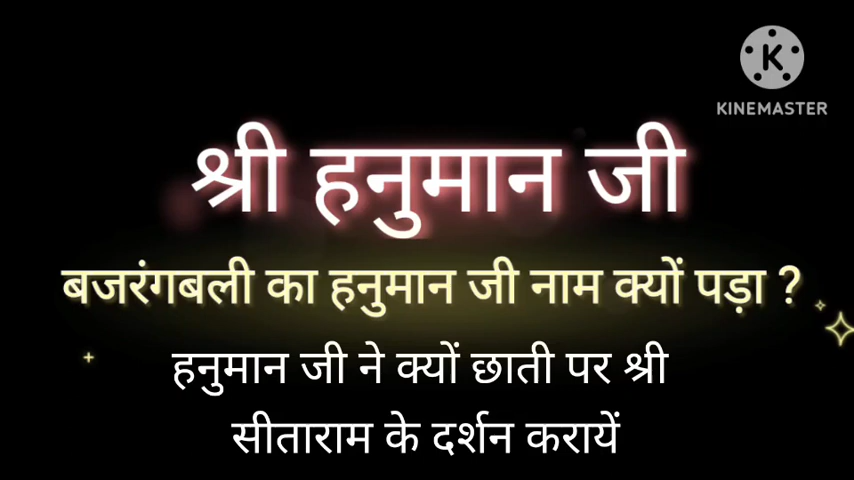 KINEMASTER
श्री हनुमान जी
बजरंगबली का हनुमान जी नाम क्यों पड़ा ?
हनुमान जी ने क्यों छाती पर श्री
सीताराम के दर्शन करायें